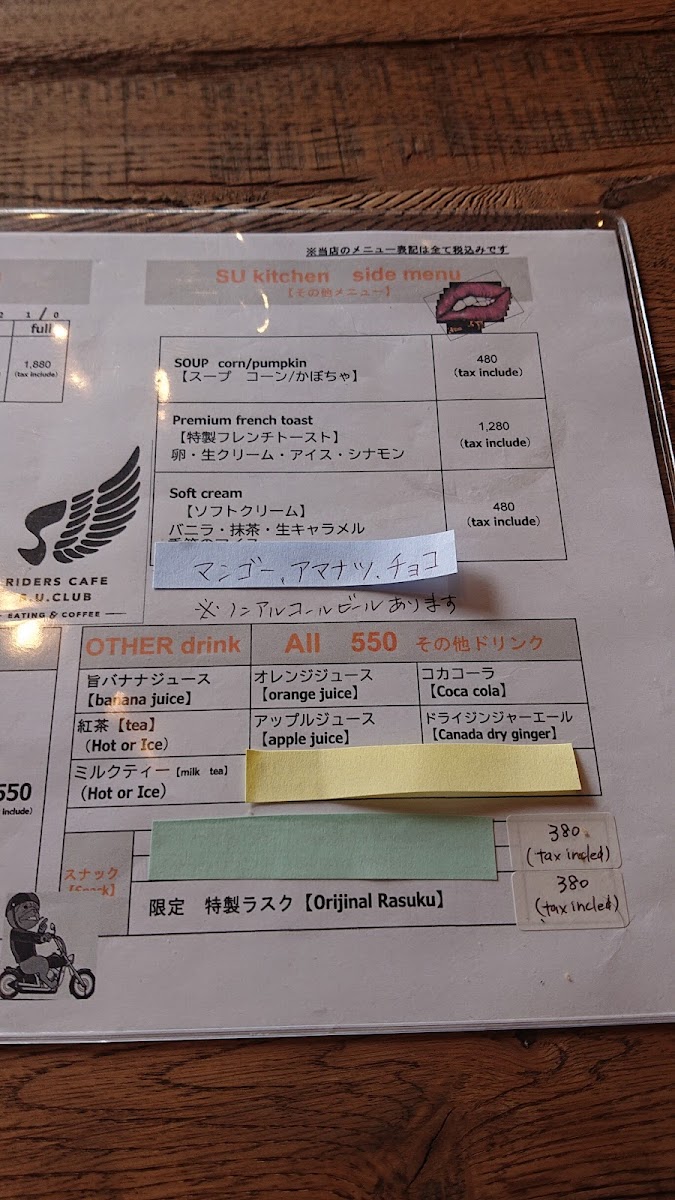 ※当店のメニュー表記は全て税込みです
SU kitchen side menu
【その他メニュー】
2 1/0
full
1,880
(tax include)
SOUP corn/pumpkin
【スープ コーン/かぼちゃ】
480
(tax include)
Premium french toast
【特製フレンチトースト】
卵・生クリーム・アイス・シナモン
1,280
(tax include)
Soft cream
【ソフトクリーム】
バニラ・抹茶・生キャラメル
480
(tax include)
マンゴー、アマナツ、チョコ
※ノンアルコールビールあります
RIDERS CAFE
S.U.CLUB
EATING & COFFEE
OTHER drink All 550 その他ドリンク
旨バナナジュース
【banana juice】
オレンジジュース
【orange juice】
コカコーラ
【Coca cola】
紅茶【tea】
（Hot or Ice）
アップルジュース
【apple juice】
ドライジンジャーエール
【Canada dry ginger】
ミルクティー【milk tea】
（Hot or Ice）
550
include)
スナック
【Snack】
380
(tax incled)
限定 特製ラスク【Orijinal Rasuku】
380
(tax incled)